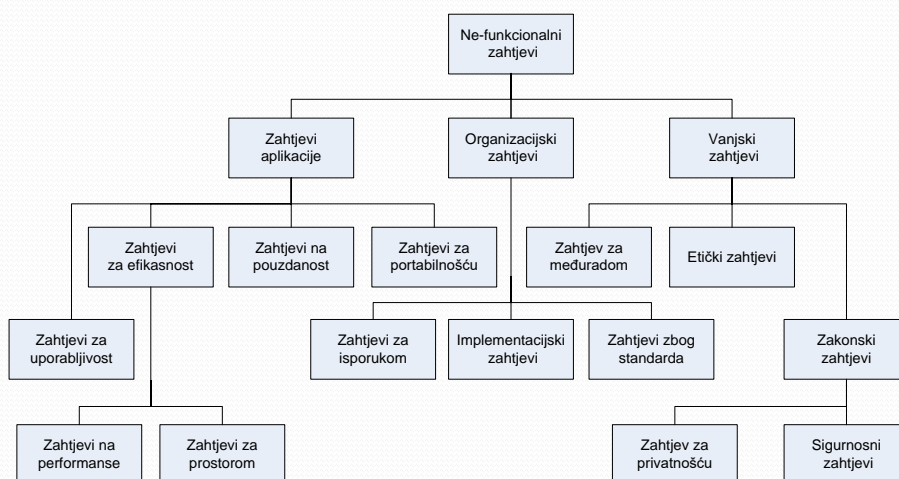 Ne-funkcionalni
zahtjevi
Zahtjevi
aplikacije
Organizacijski
zahtjevi
Vanjski
zahtjevi
Zahtjevi
za efikasnost
Zahtjevi na
pouzdanost
Zahtjevi za
portabilnošću
Zahtjev za
međuradom
Etički zahtjevi
Zahtjevi za
uporabljivost
Zahtjevi za
isporukom
Implementacijski
zahtjevi
Zahtjevi zbog
standarda
Zakonski
zahtjevi
Zahtjevi na
performanse
Zahtjevi za
prostorom
Zahtjev za
privatnošću
Sigurnosni
zahtjevi